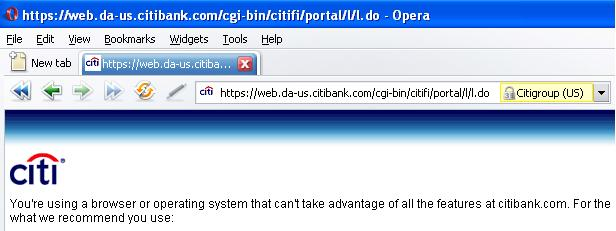 https://web.da-us.citibank.com/cgi-bin/citifi/portal/l/l.do - Opera
File Edit View Bookmarks Widgets Tools Help
New tab citi https://web.da-us.citiba...
citi https://web.da-us.citibank.com/cgi-bin/citifi/portal/l/l.do Citigroup (US)
citi
You're using a browser or operating system that can't take advantage of all the features at citibank.com. For the
what we recommend you use: